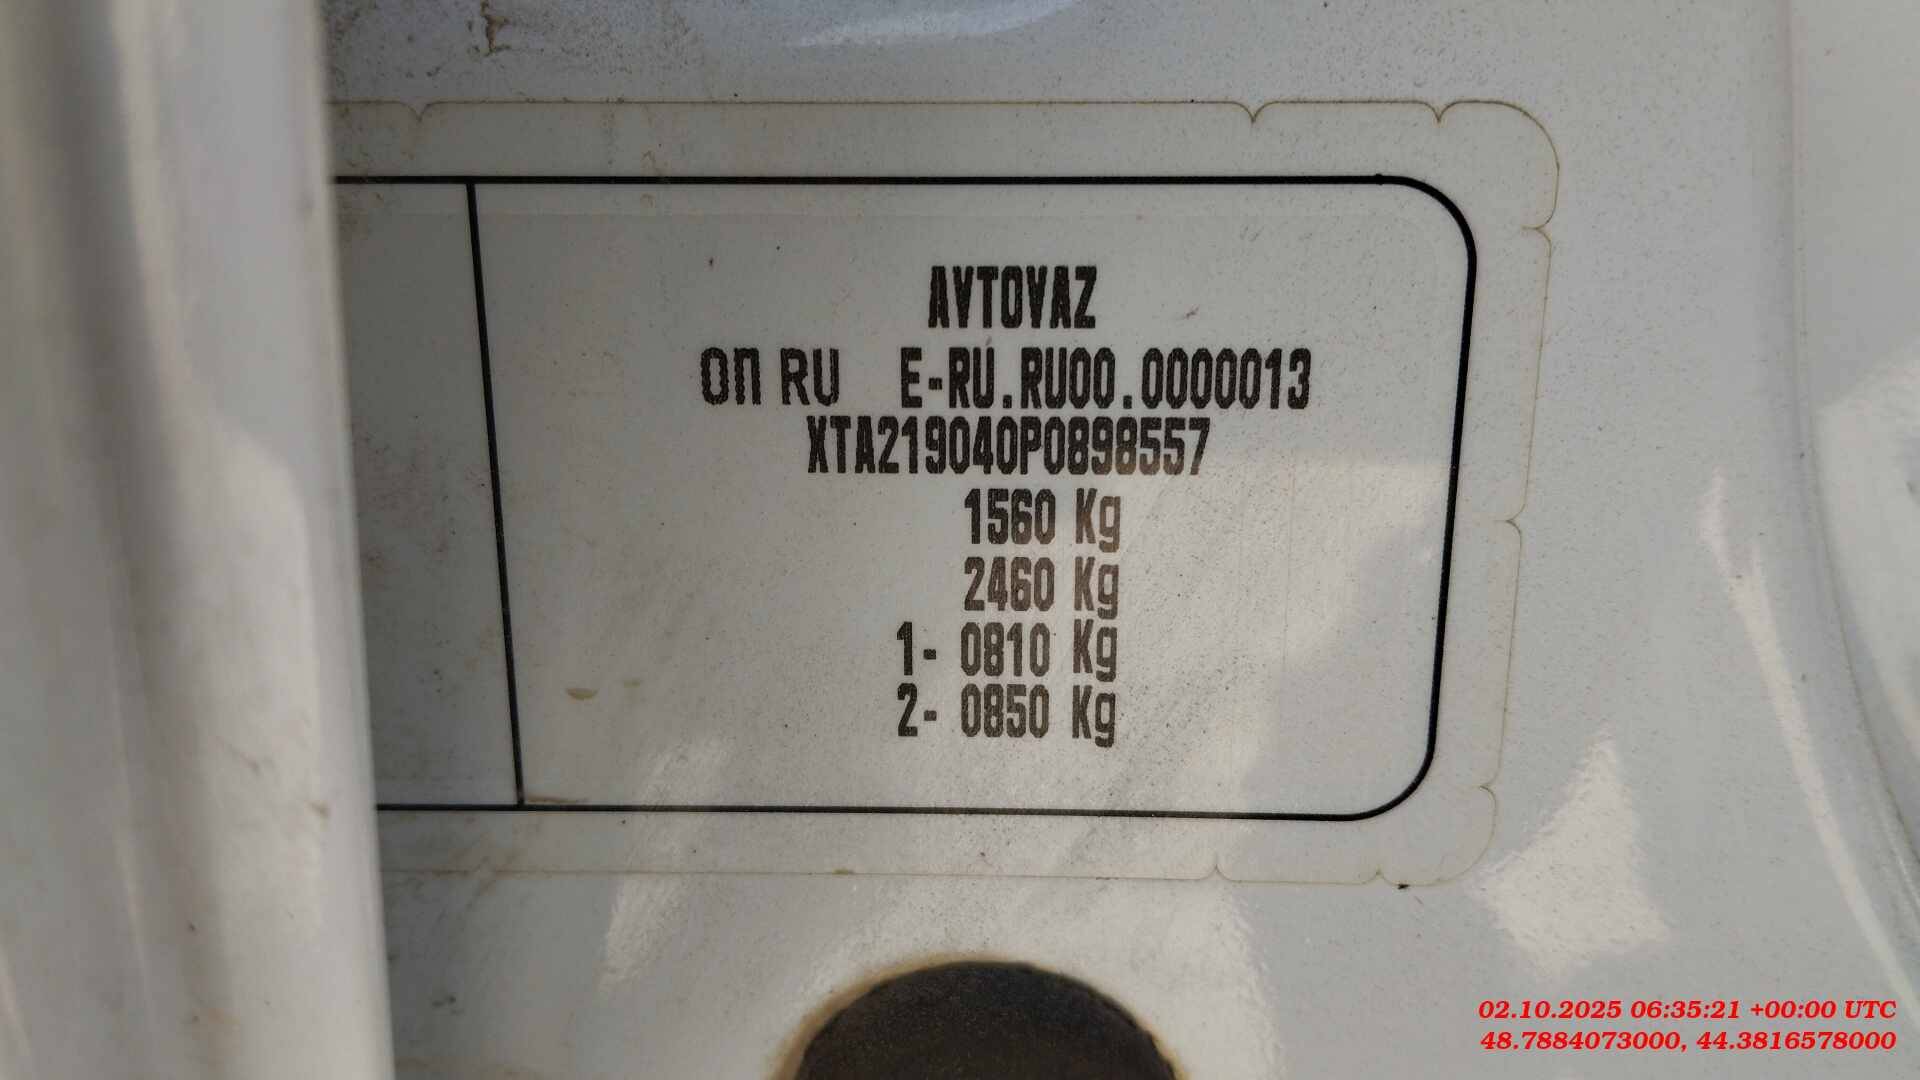 AVTOVAZ
ОП RU E-RU.RU00.0000013
XTA219040P0898557
1560 Kg
2460 Kg
1- 0810 Kg
2- 0850 Kg
02.10.2025 06:35:21 +00:00 UTC
48.7884073000, 44.3816578000